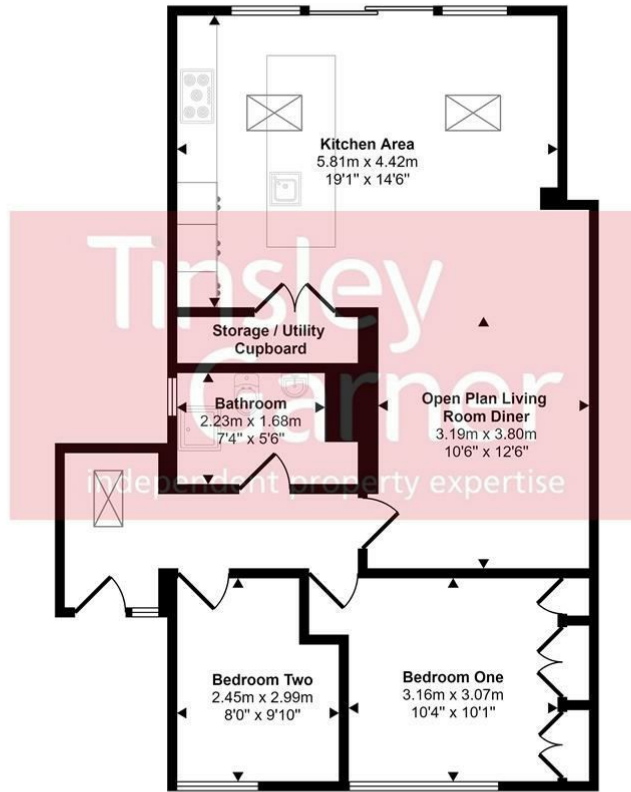 Kitchen Area
5.81m x 4.42m
19'1" x 14'6"
Tinsley
Garner
independent property expertise
Storage / Utility
Cupboard
Bathroom
2.23m x 1.68m
7'4" x 5'6"
Open Plan Living
Room Diner
3.19m x 3.80m
10'6" x 12'6"
Bedroom Two
2.45m x 2.99m
8'0" x 9'10"
Bedroom One
3.16m x 3.07m
10'4" x 10'1"